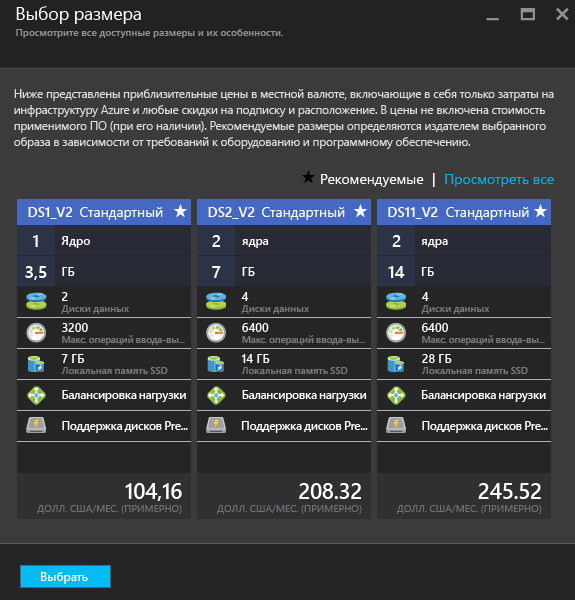 Выбор размера
Просмотрите все доступные размеры и их особенности.
Ниже представлены приблизительные цены в местной валюте, включающие в себя только затраты на
инфраструктуру Azure и любые скидки на подписку и расположение. В цены не включена стоимость
применимого ПО (при его наличии). Рекомендуемые размеры определяются издателем выбранного
образа в зависимости от требований к оборудованию и программному обеспечению.
★ Рекомендуемые | Просмотреть все
DS1_V2 Стандартный ★
1 Ядро
3,5 ГБ
2
Диски данных
3200
Макс. операций ввода-вы...
7 ГБ
Локальная память SSD
Балансировка нагрузки
Поддержка дисков Pre...
104,16
ДОЛЛ. США/МЕС. (ПРИМЕРНО)
DS2_V2 Стандартный ★
2 ядра
7 ГБ
4
Диски данных
6400
Макс. операций ввода-вы...
14 ГБ
Локальная память SSD
Балансировка нагрузки
Поддержка дисков Pre...
208.32
ДОЛЛ. США/МЕС. (ПРИМЕРНО)
DS11_V2 Стандартный ★
2 ядра
14 ГБ
4
Диски данных
6400
Макс. операций ввода-вы...
28 ГБ
Локальная память SSD
Балансировка нагрузки
Поддержка дисков Pre...
245.52
ДОЛЛ. США/МЕС. (ПРИМЕРНО)
Выбрать